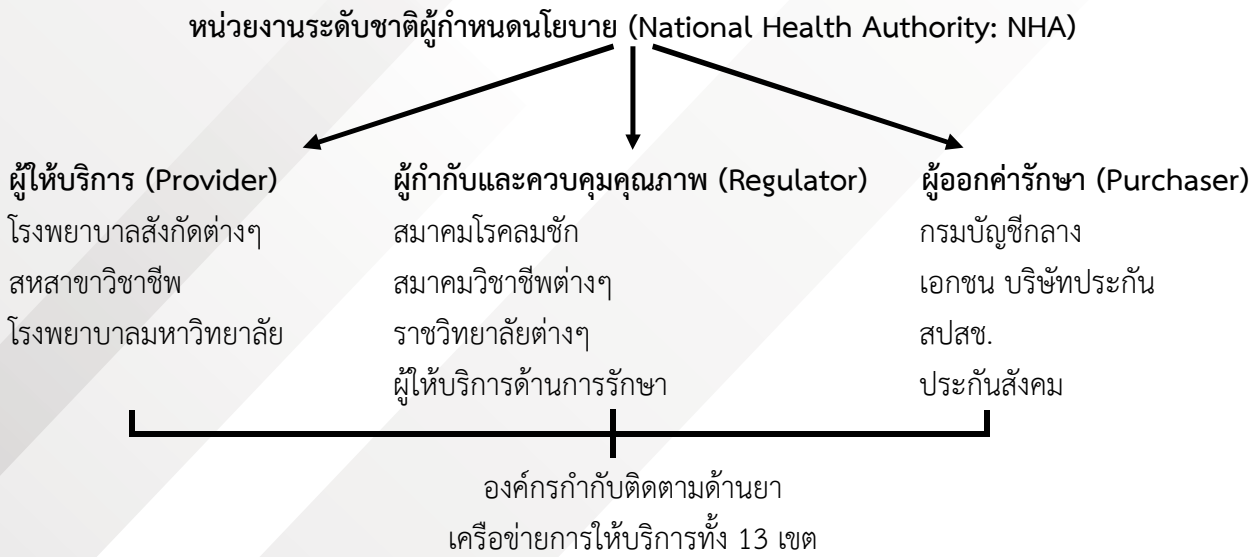 หน่วยงานระดับชาติผู้กำหนดนโยบาย (National Health Authority: NHA)
ผู้ให้บริการ (Provider)
โรงพยาบาลสังกัดต่างๆ
สหสาขาวิชาชีพ
โรงพยาบาลมหาวิทยาลัย
ผู้กำกับและควบคุมคุณภาพ (Regulator)
สมาคมโรคลมชัก
สมาคมวิชาชีพต่างๆ
ราชวิทยาลัยต่างๆ
ผู้ให้บริการด้านการรักษา
ผู้ออกค่ารักษา (Purchaser)
กรมบัญชีกลาง
เอกชน บริษัทประกัน
สปสช.
ประกันสังคม
องค์กรกำกับติดตามด้านยา
เครือข่ายการให้บริการทั้ง 13 เขต